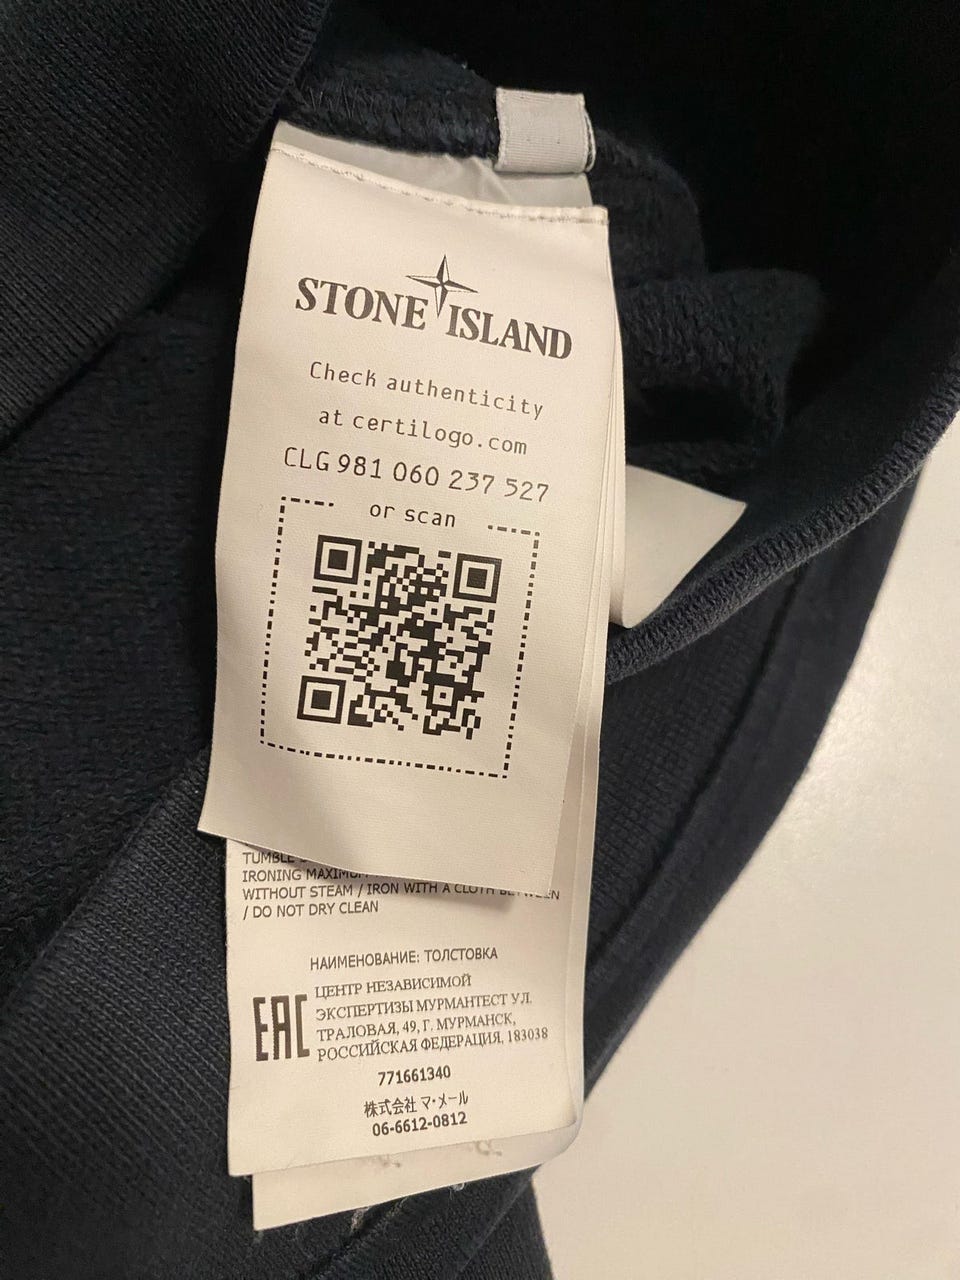 STONE ISLAND
Check authenticity
at certilogo.com
CLG 981 060 237 527
or scan
TUMBLE
IRONING MAXIMUM
WITHOUT STEAM / IRON WITH A CLOTH BETWEEN
/ DO NOT DRY CLEAN
НАИМЕНОВАНИЕ: ТОЛСТОВКА
EAC
ЦЕНТР НЕЗАВИСИМОЙ
ЭКСПЕРТИЗЫ МУРМАНТЕСТ УЛ.
ТРАЛОВАЯ, 49, Г. МУРМАНСК,
РОССИЙСКАЯ ФЕДЕРАЦИЯ, 183038
771661340
株式会社 マ・メール
06-6612-0812